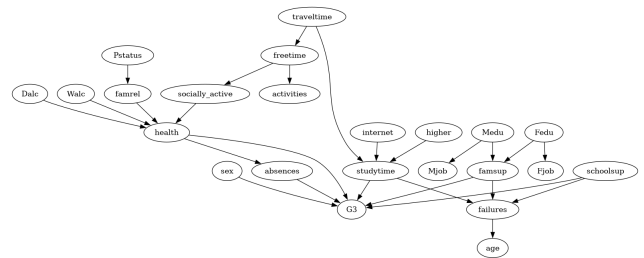 traveltime
Pstatus
freetime
Dalc
Walc
famrel
socially_active
activities
health
internet
higher
Medu
Fedu
sex
absences
studytime
Mjob
famsup
Fjob
schoolsup
G3
failures
age